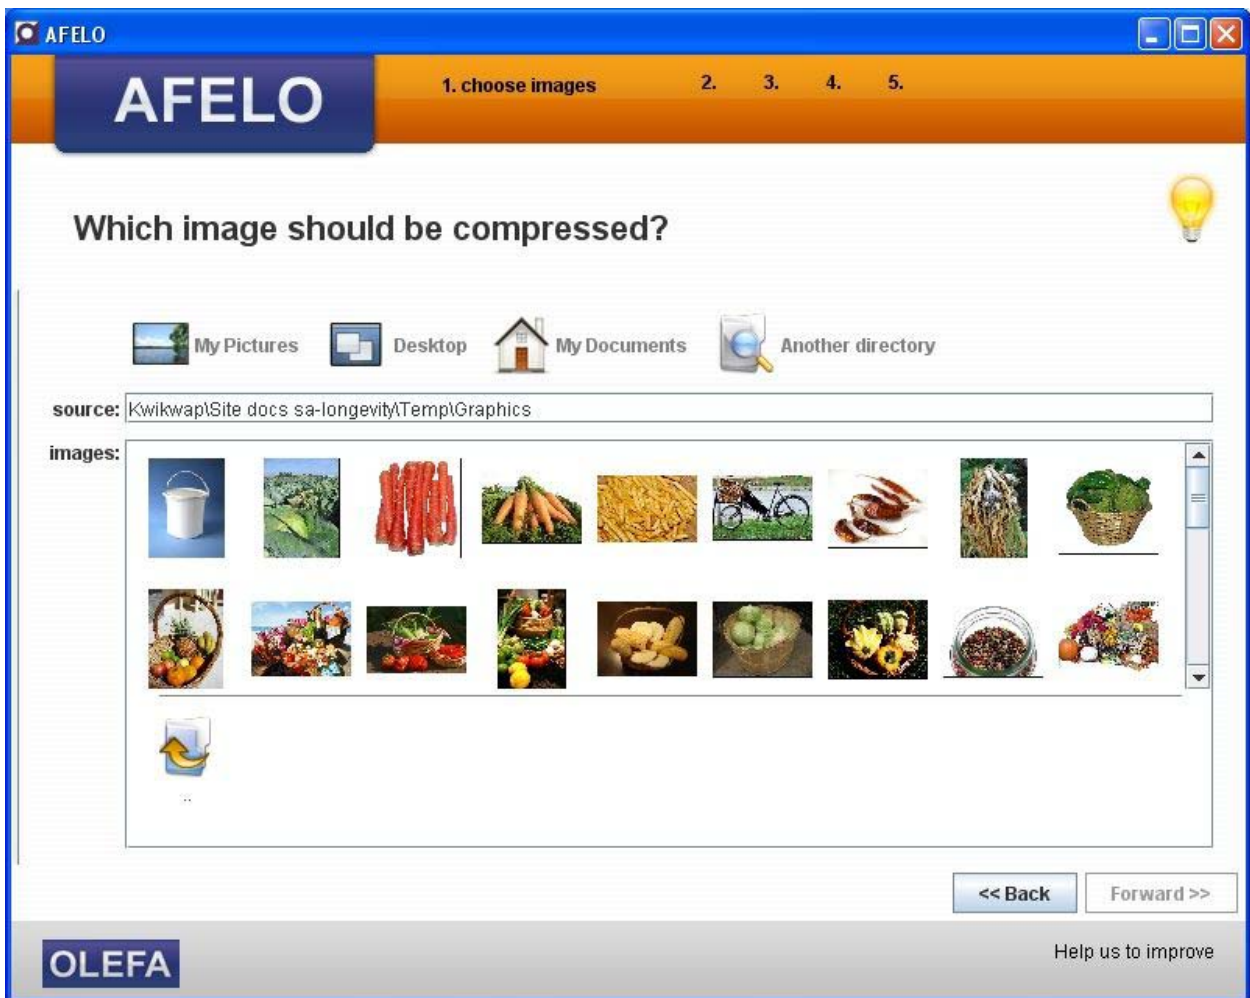 AFELO
AFELO
1. choose images 2. 3. 4. 5.
Which image should be compressed?
My Pictures Desktop My Documents Another directory
source: Kwikwap\Site docs sa-longevity\Temp\Graphics
images:
..
<< Back Forward >>
OLEFA Help us to improve